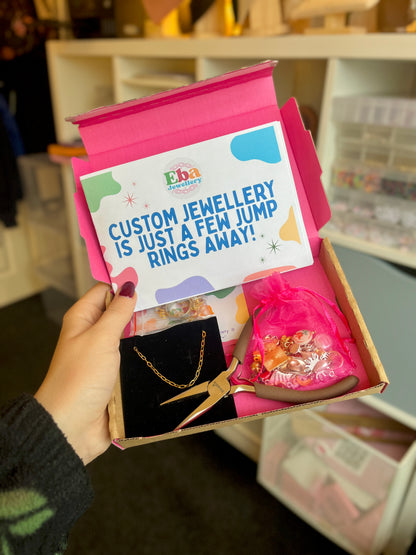 Eba
Jewellery
CUSTOM JEWELLERY
IS JUST A FEW JUMP
RINGS AWAY!